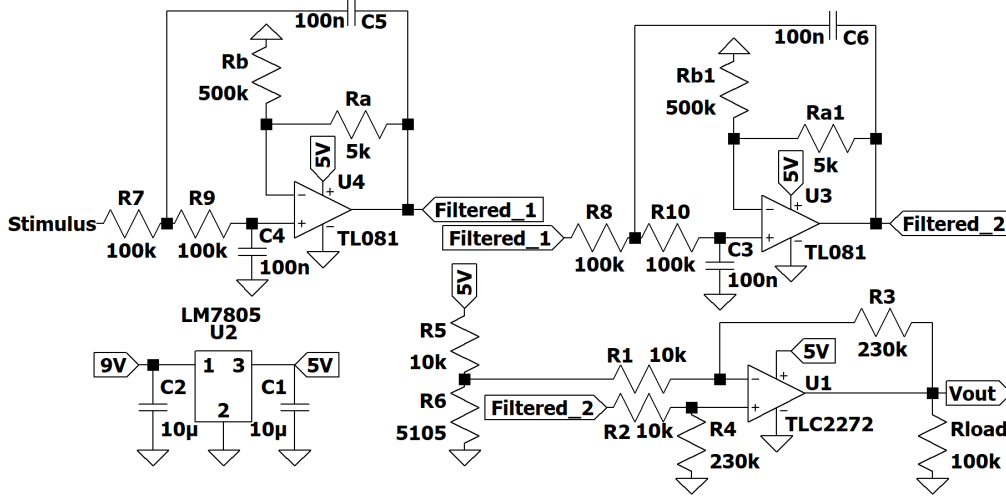 100n
C5
Rb
500k
Ra
5k
5V
U4
R7
R9
Stimulus
100k
100k
C4
100n
−
+
+
−
TL081
Filtered_1
100n
C6
Rb1
500k
Ra1
5k
5V
U3
R8
R10
Filtered_1
100k
100k
C3
100n
−
+
+
−
TL081
Filtered_2
LM7805
U2
9V
1
3
2
5V
C2
10µ
C1
10µ
5V
R5
10k
R6
5105
R1
10k
Filtered_2
R2
10k
R4
230k
R3
230k
5V
U1
−
+
+
−
TLC2272
Vout
Rload
100k